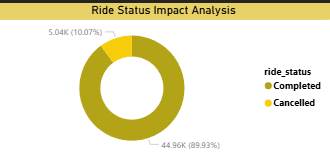 Ride Status Impact Analysis
5.04K (10.07%)
ride_status
Completed
Cancelled
44.96K (89.93%)